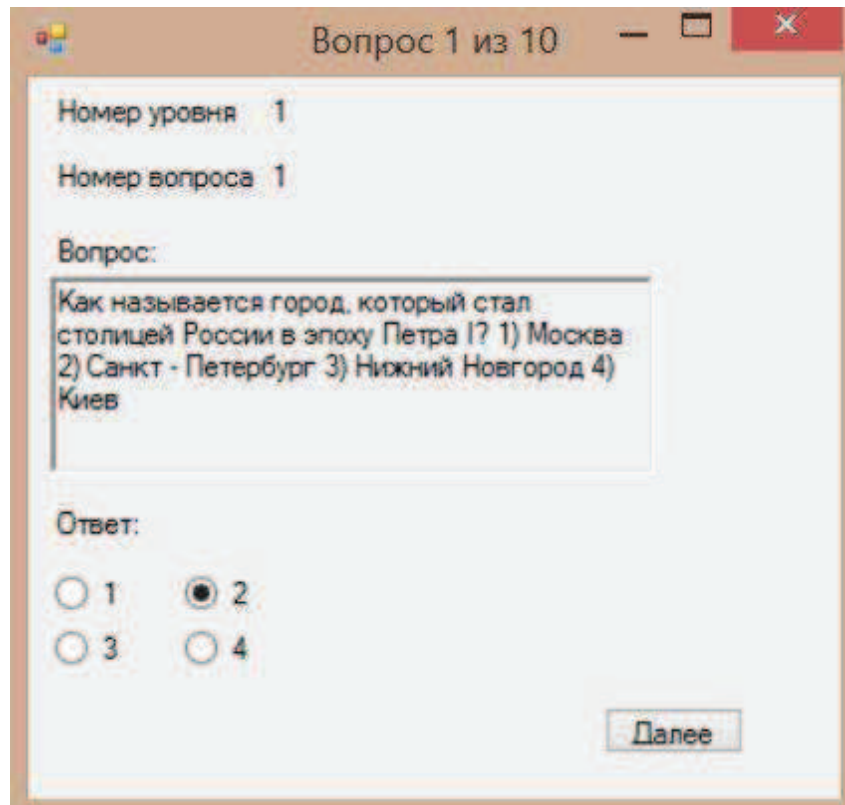 Вопрос 1 из 10
Номер уровня 1
Номер вопроса 1
Вопрос:
Как называется город, который стал
столицей России в эпоху Петра I? 1) Москва
2) Санкт - Петербург 3) Нижний Новгород 4)
Киев
Ответ:
1 2
3 4
Далее